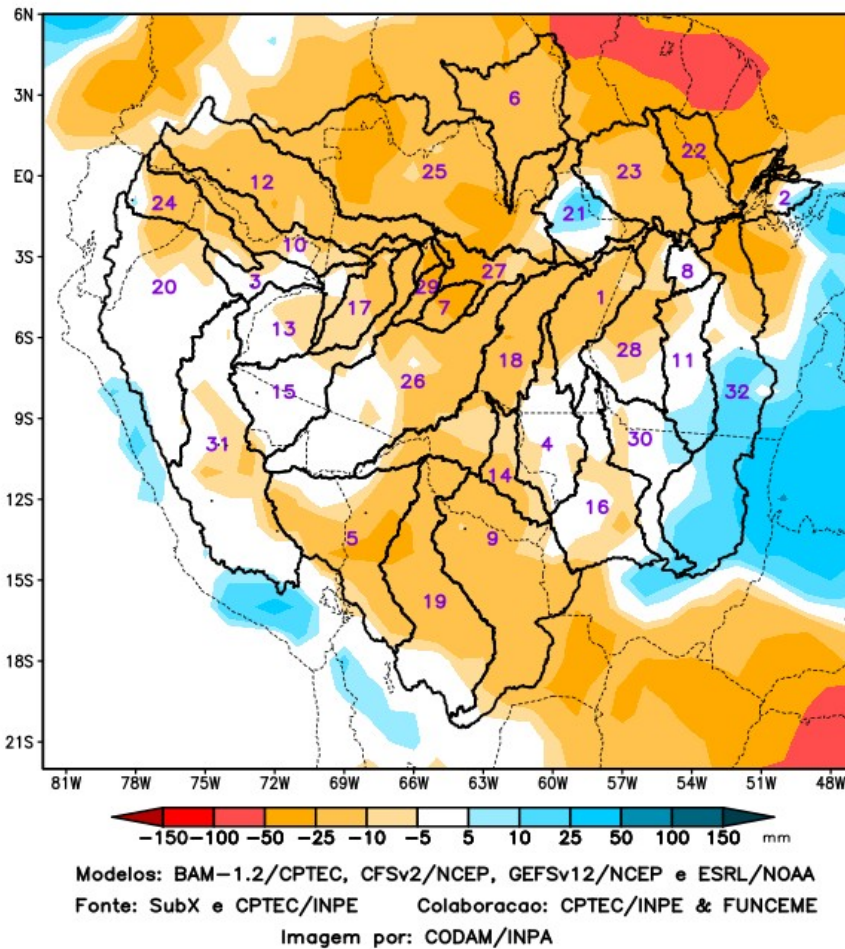 6N
3N
EQ
3S
6S
9S
12S
15S
18S
21S
6
22
23
25
12
24
2
21
10
27
8
3
20
29
17
7
1
13
28
18
11
26
15
32
31
4
30
14
16
5
9
19
81W 78W 75W 72W 69W 66W 63W 60W 57W 54W 51W 48W
-150 -100 -50 -25 -10 -5 5 10 25 50 100 150 mm
Modelos: BAM-1.2/CPTEC, CFSv2/NCEP, GEFSv12/NCEP e ESRL/NOAA
Fonte: SubX e CPTEC/INPE Colaboracao: CPTEC/INPE & FUNCEME
Imagem por: CODAM/INPA